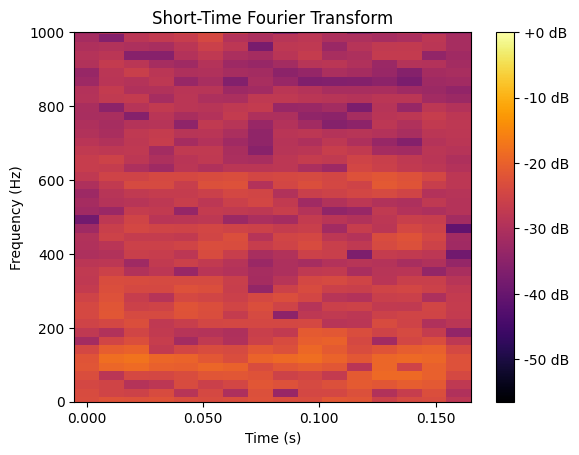 Short-Time Fourier Transform
1000
800
600
400
200
0
Frequency (Hz)
0.000
0.050
0.100
0.150
Time (s)
+0 dB
-10 dB
-20 dB
-30 dB
-40 dB
-50 dB